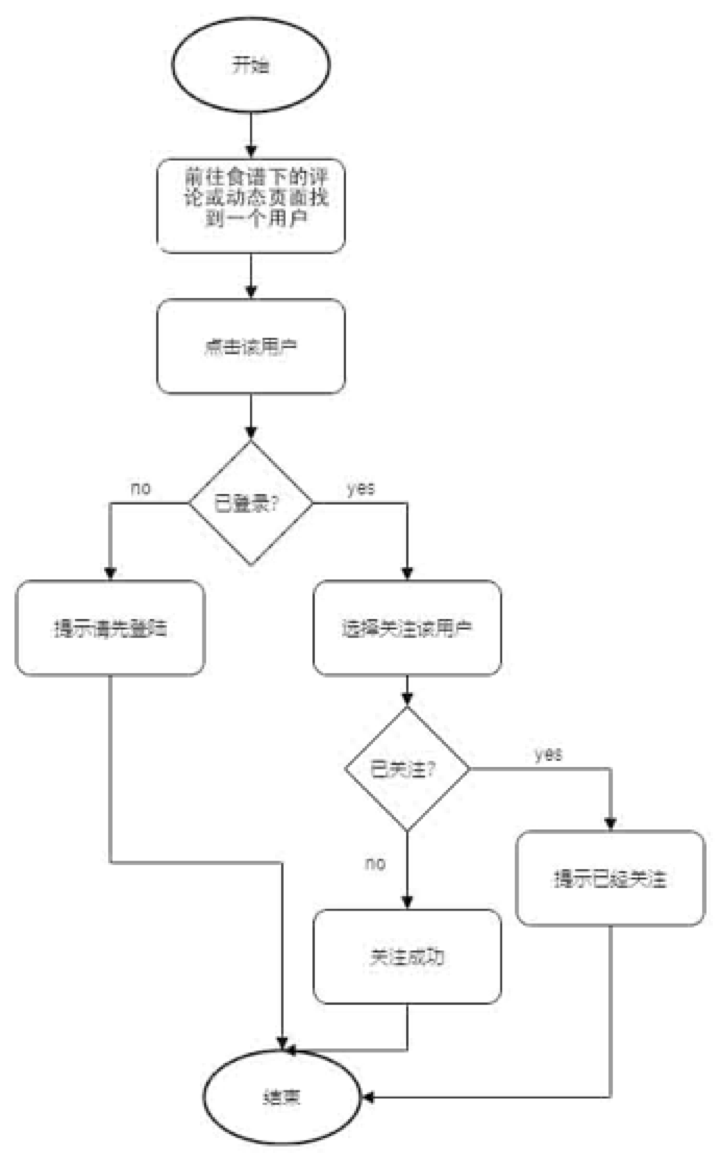 开始
前往食谱下的评
论或动态页面找
到一个用户
点击该用户
已登录?
no
yes
提示请先登陆
选择关注该用户
已关注?
yes
no
提示已经关注
关注成功
结束